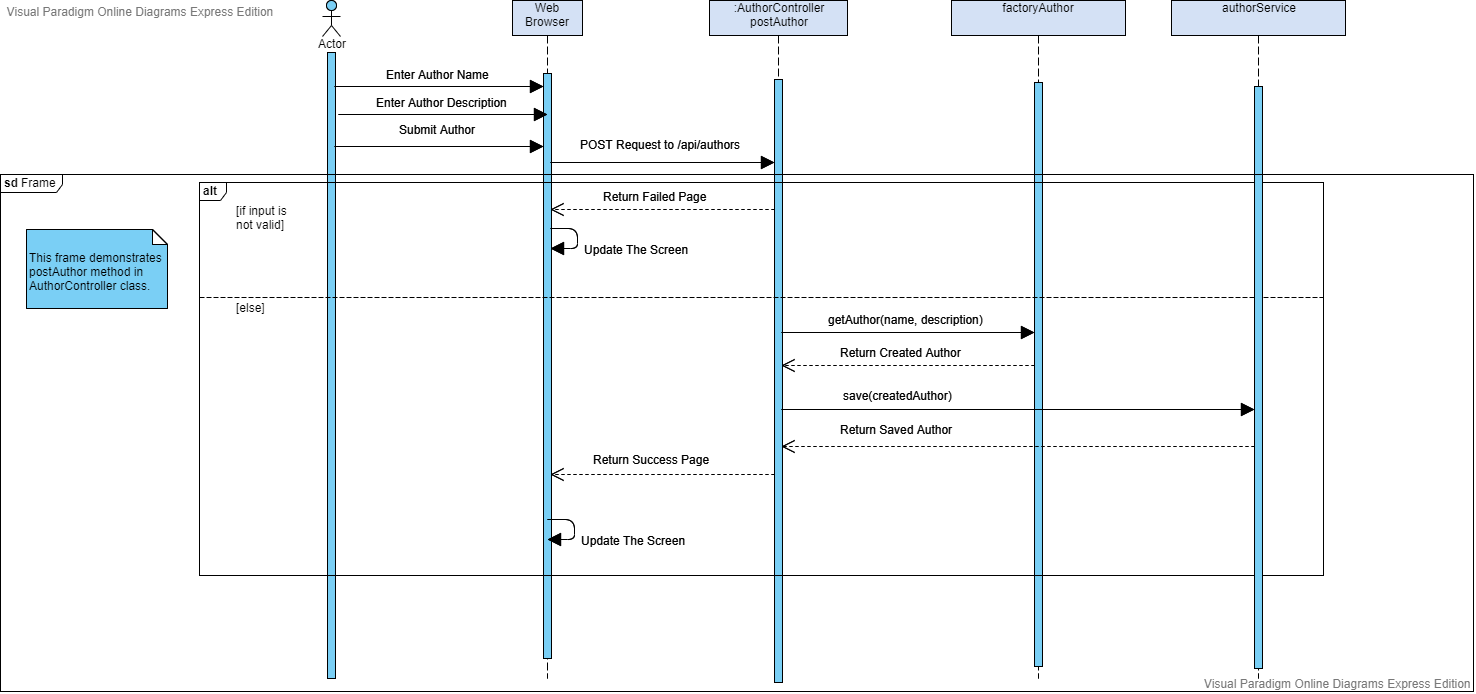 Visual Paradigm Online Diagrams Express Edition
Actor
Web
Browser
:AuthorController
postAuthor
factoryAuthor
authorService
Enter Author Name
Enter Author Description
Submit Author
POST Request to /api/authors
sd Frame
alt
[if input is
not valid]
Return Failed Page
Update The Screen
This frame demonstrates
postAuthor method in
AuthorController class.
[else]
getAuthor(name, description)
Return Created Author
save(createdAuthor)
Return Saved Author
Return Success Page
Update The Screen
Visual Paradigm Online Diagrams Express Edition